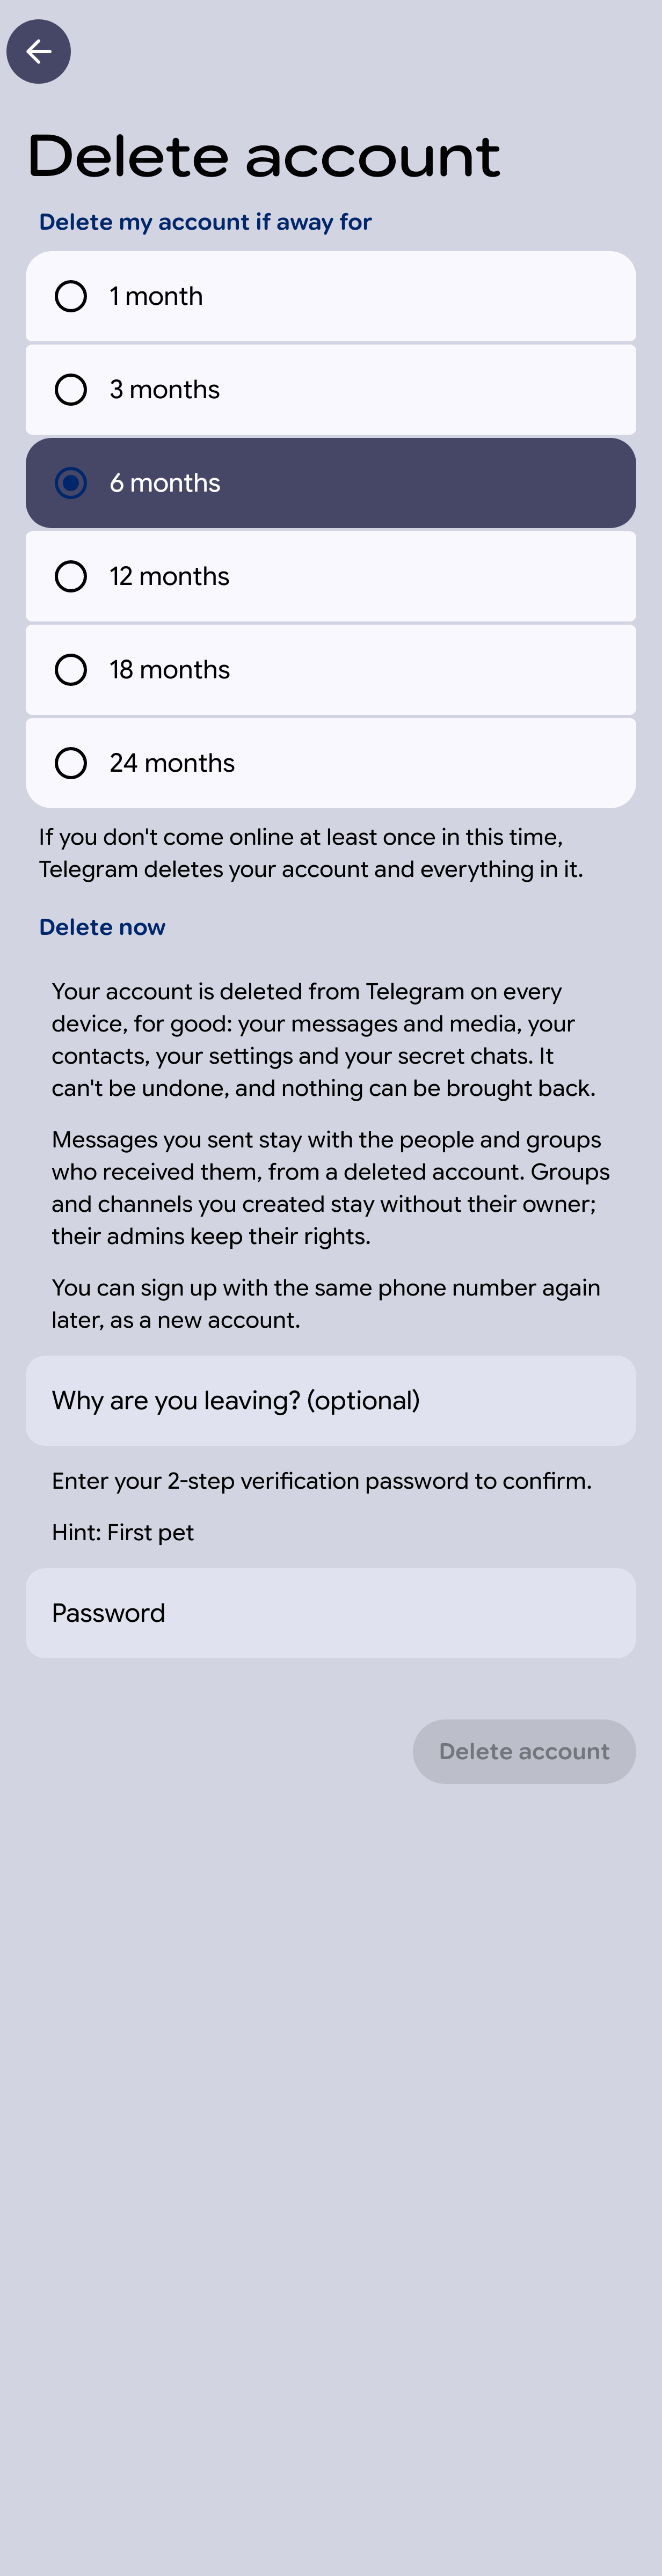 Delete account
Delete my account if away for
1 month
3 months
6 months
12 months
18 months
24 months
If you don't come online at least once in this time,
Telegram deletes your account and everything in it.
Delete now
Your account is deleted from Telegram on every
device, for good: your messages and media, your
contacts, your settings and your secret chats. It
can't be undone, and nothing can be brought back.
Messages you sent stay with the people and groups
who received them, from a deleted account. Groups
and channels you created stay without their owner;
their admins keep their rights.
You can sign up with the same phone number again
later, as a new account.
Why are you leaving? (optional)
Enter your 2-step verification password to confirm.
Hint: First pet
Password
Delete account